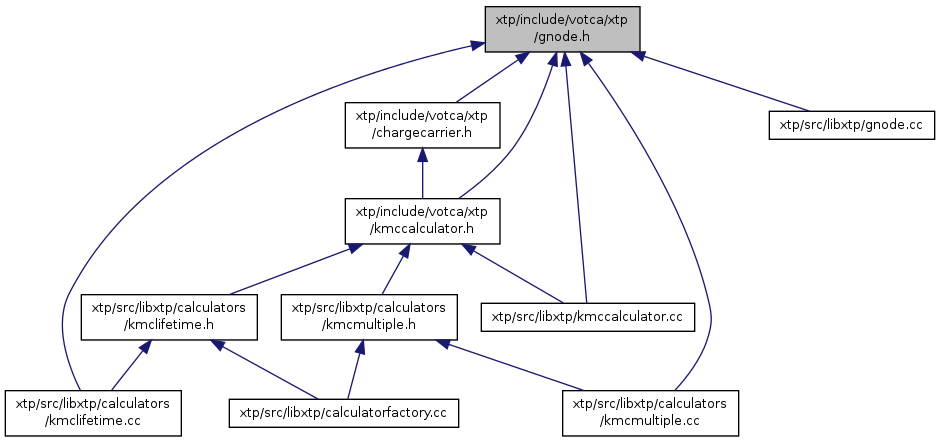 xtp/include/votca/xtp
/gnode.h
xtp/include/votca/xtp
/chargecarrier.h
xtp/src/libxtp/gnode.cc
xtp/include/votca/xtp
/kmccalculator.h
xtp/src/libxtp/calculators
/kmclifetime.h
xtp/src/libxtp/calculators
/kmcmultiple.h
xtp/src/libxtp/kmccalculator.cc
xtp/src/libxtp/calculators
/kmclifetime.cc
xtp/src/libxtp/calculatorfactory.cc
xtp/src/libxtp/calculators
/kmcmultiple.cc